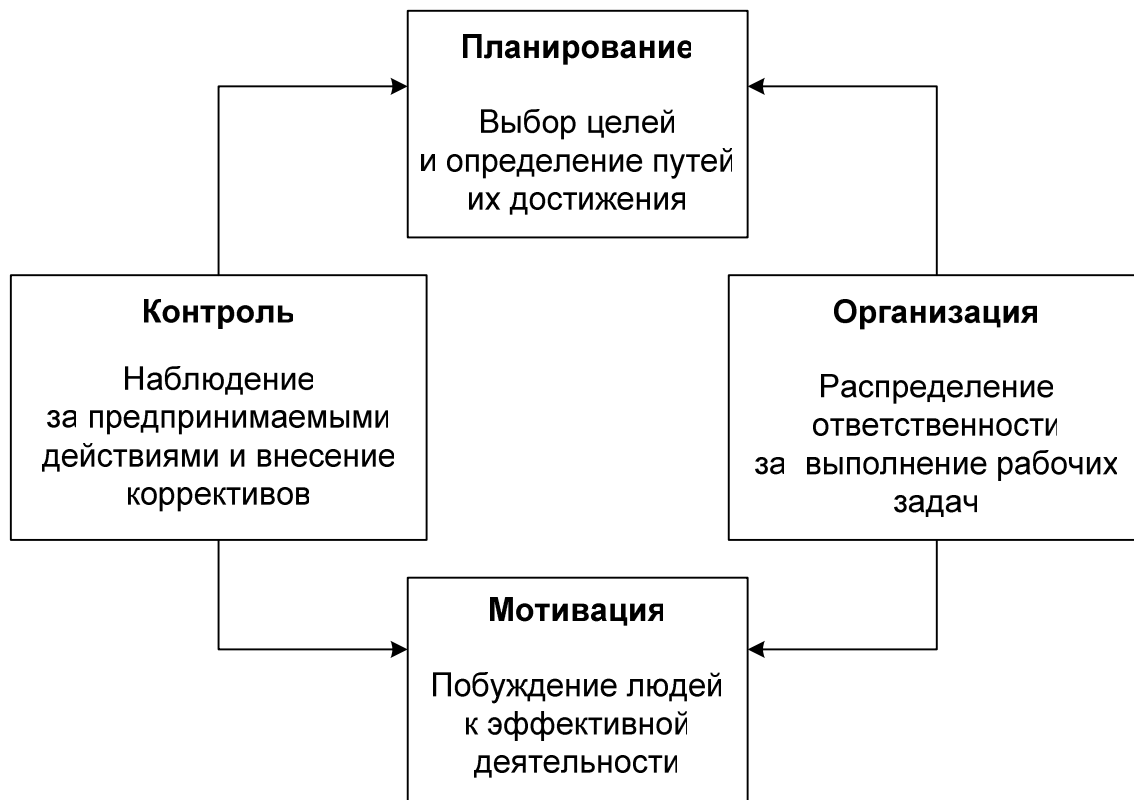 Планирование
Выбор целей
и определение путей
их достижения
Контроль
Наблюдение
за предпринимаемыми
действиями и внесение
коррективов
Организация
Распределение
ответственности
за выполнение рабочих
задач
Мотивация
Побуждение людей
к эффективной
деятельности